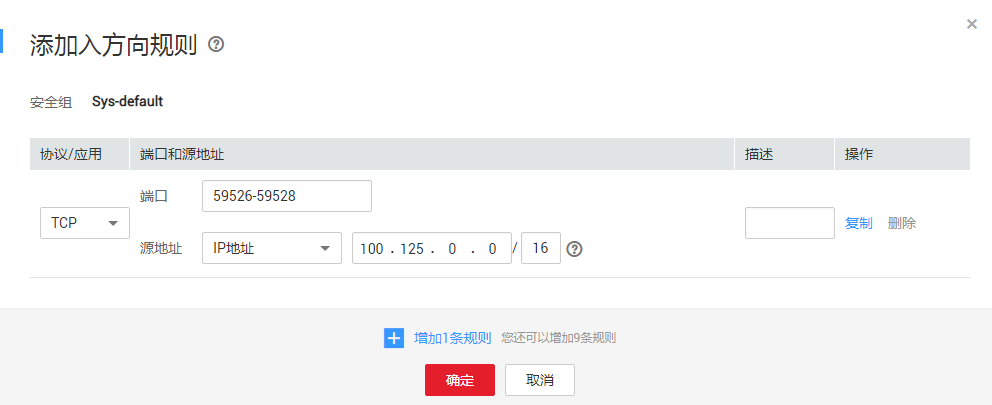 ×
添加入方向规则 ?
安全组 Sys-default
协议/应用 端口和源地址 描述 操作
端口 59526-59528
TCP 复制 删除
源地址 IP地址 100 . 125 . 0 . 0 / 16 ?
+ 增加1条规则 您还可以增加9条规则
确定 取消